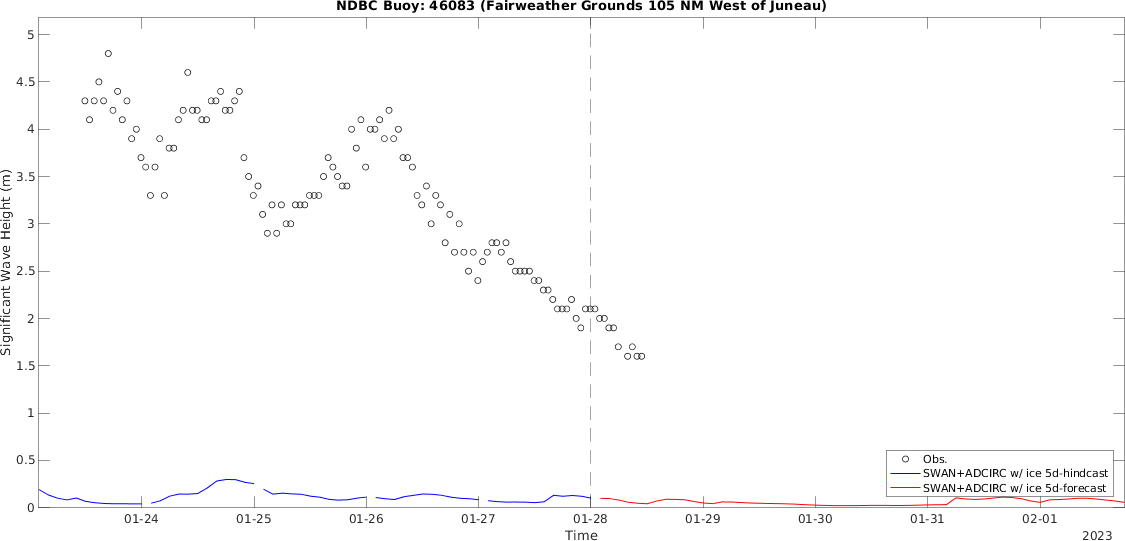 NDBC Buoy: 46083 (Fairweather Grounds 105 NM West of Juneau)
5
4.5
4
3.5
3
2.5
2
1.5
1
0.5
0
Significant Wave Height (m)
Obs.
SWAN+ADCIRC w/ ice 5d-hindcast
SWAN+ADCIRC w/ ice 5d-forecast
01-24 01-25 01-26 01-27 01-28 01-29 01-30 01-31 02-01
Time
2023